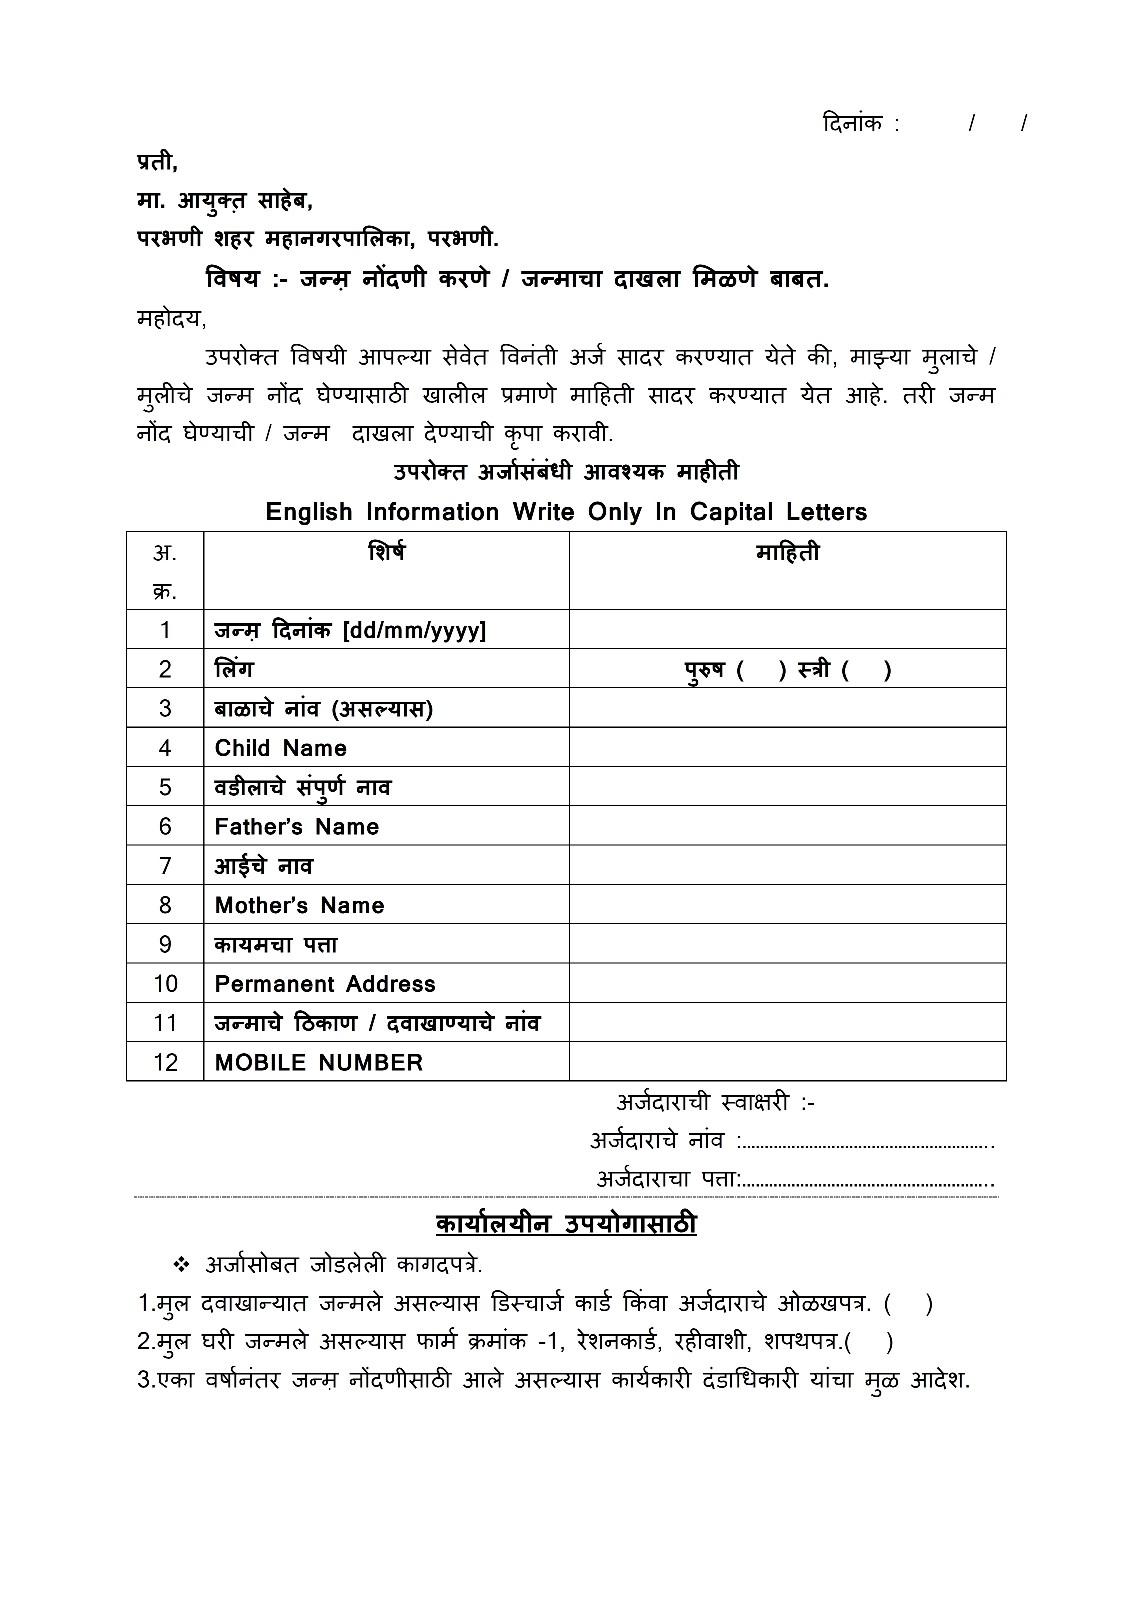 दिनांक : / /
प्रती,
मा. आयुक्त़ साहेब,
परभणी शहर महानगरपालिका, परभणी.
विषय :- जन्म़ नोंदणी करणे / जन्माचा दाखला मिळणे बाबत.
महोदय,
उपरोक्त विषयी आपल्या सेवेत विनंती अर्ज सादर करण्यात येते की, माझ्या मुलाचे /
मुलीचे जन्म नोंद घेण्यासाठी खालील प्रमाणे माहिती सादर करण्यात येत आहे. तरी जन्म
नोंद घेण्याची / जन्म दाखला देण्याची कृपा करावी.
उपरोक्त अर्जासंबंधी आवश्यक माहीती
English Information Write Only In Capital Letters
अ. शिर्ष माहिती
क्र.
1 जन्म़ दिनांक [dd/mm/yyyy]
2 लिंग पुरुष ( ) स्त्री ( )
3 बाळाचे नांव (असल्यास)
4 Child Name
5 वडीलाचे संपुर्ण नाव
6 Father's Name
7 आईचे नाव
8 Mother's Name
9 कायमचा पत्ता
10 Permanent Address
11 जन्माचे ठिकाण / दवाखाण्याचे नांव
12 MOBILE NUMBER
अर्जदाराची स्वाक्षरी :-
अर्जदाराचे नांव :.....................................................
अर्जदाराचा पत्ता:.....................................................
कार्यालयीन उपयोगासाठी
❖ अर्जासोबत जोडलेली कागदपत्रे.
1.मुल दवाखान्यात जन्मले असल्यास डिस्चार्ज कार्ड किंवा अर्जदाराचे ओळखपत्र. ( )
2.मुल घरी जन्मले असल्यास फार्म क्रमांक -1, रेशनकार्ड, रहीवाशी, शपथपत्र.( )
3.एका वर्षानंतर जन्म़ नोंदणीसाठी आले असल्यास कार्यकारी दंडाधिकारी यांचा मुळ आदेश.